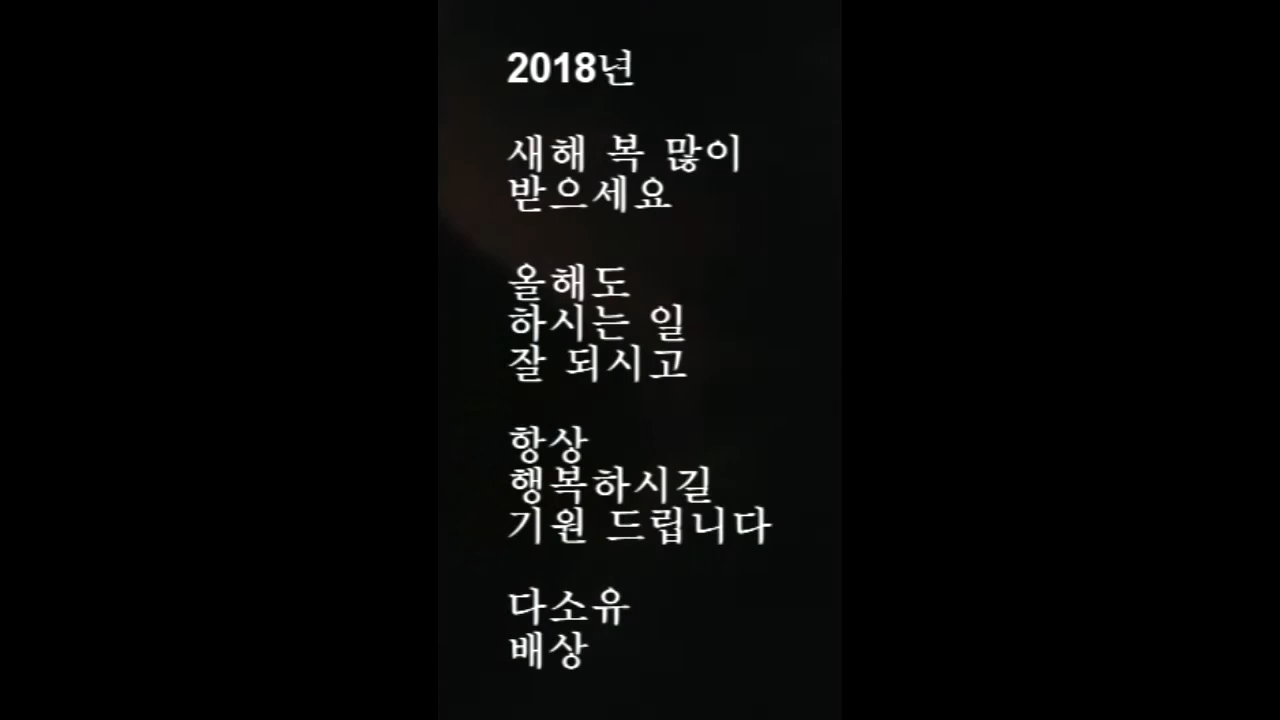 2018년
새해 복 많이
받으세요
올해도
하시는 일
잘 되시고
항상
행복하시길
기원 드립니다
다소유
배상